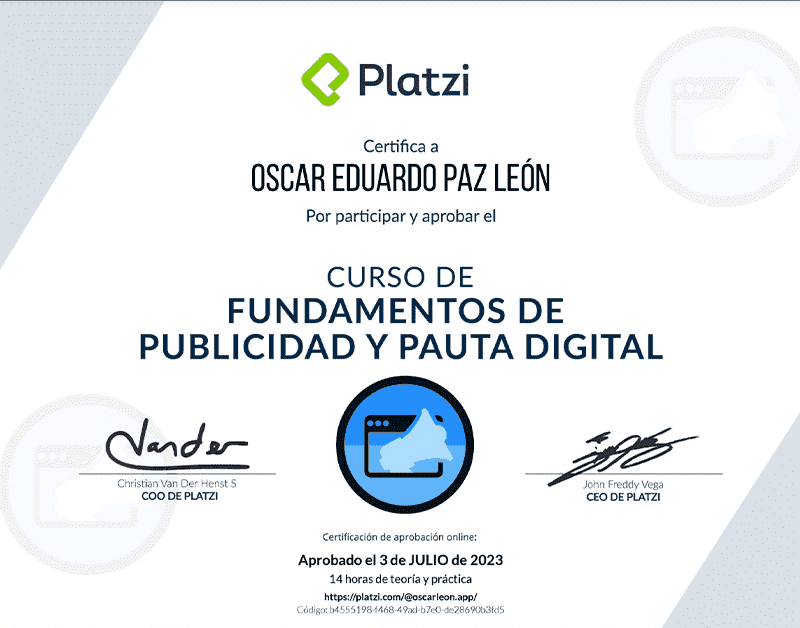 Platzi
Certifica a
OSCAR EDUARDO PAZ LEÓN
Por participar y aprobar el
CURSO DE
FUNDAMENTOS DE
PUBLICIDAD Y PAUTA DIGITAL
Vander
Christian Van Der Henst S
COO DE PLATZI
John Freddy Vega
CEO DE PLATZI
Certificación de aprobación online:
Aprobado el 3 de JULIO de 2023
14 horas de teoría y práctica
https://platzi.com/@oscarleon.app/
Código: b4555198-f468-49ad-b7e0-de28690b3fd5